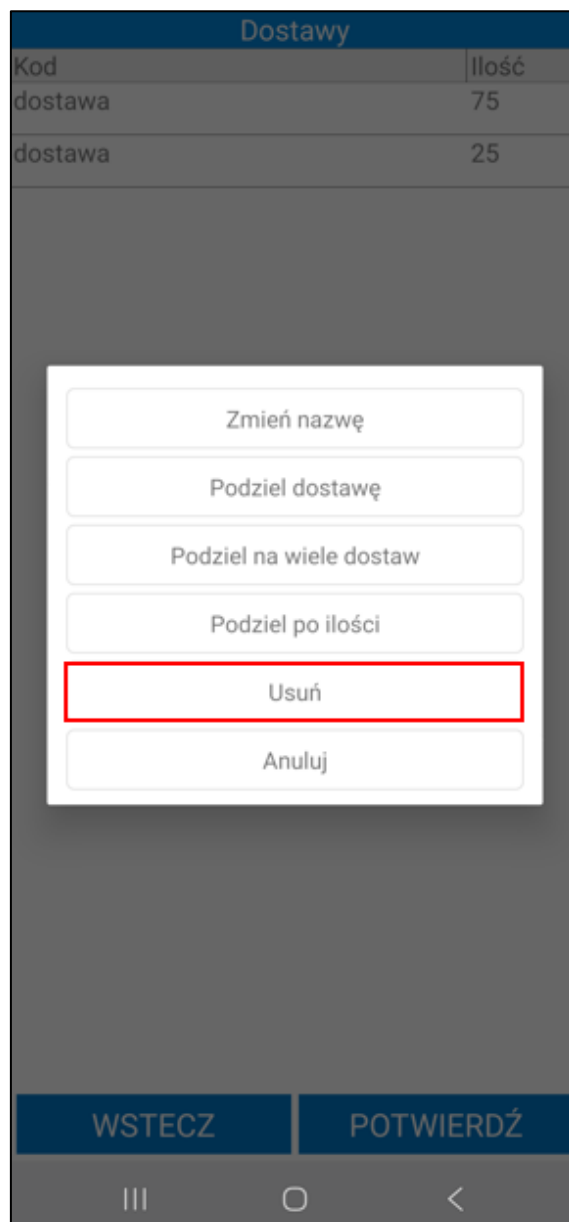 Dostawy
Kod Ilość
dostawa 75
dostawa 25
Zmień nazwę
Podziel dostawę
Podziel na wiele dostaw
Podziel po ilości
Usuń
Anuluj
WSTECZ POTWIERDŹ